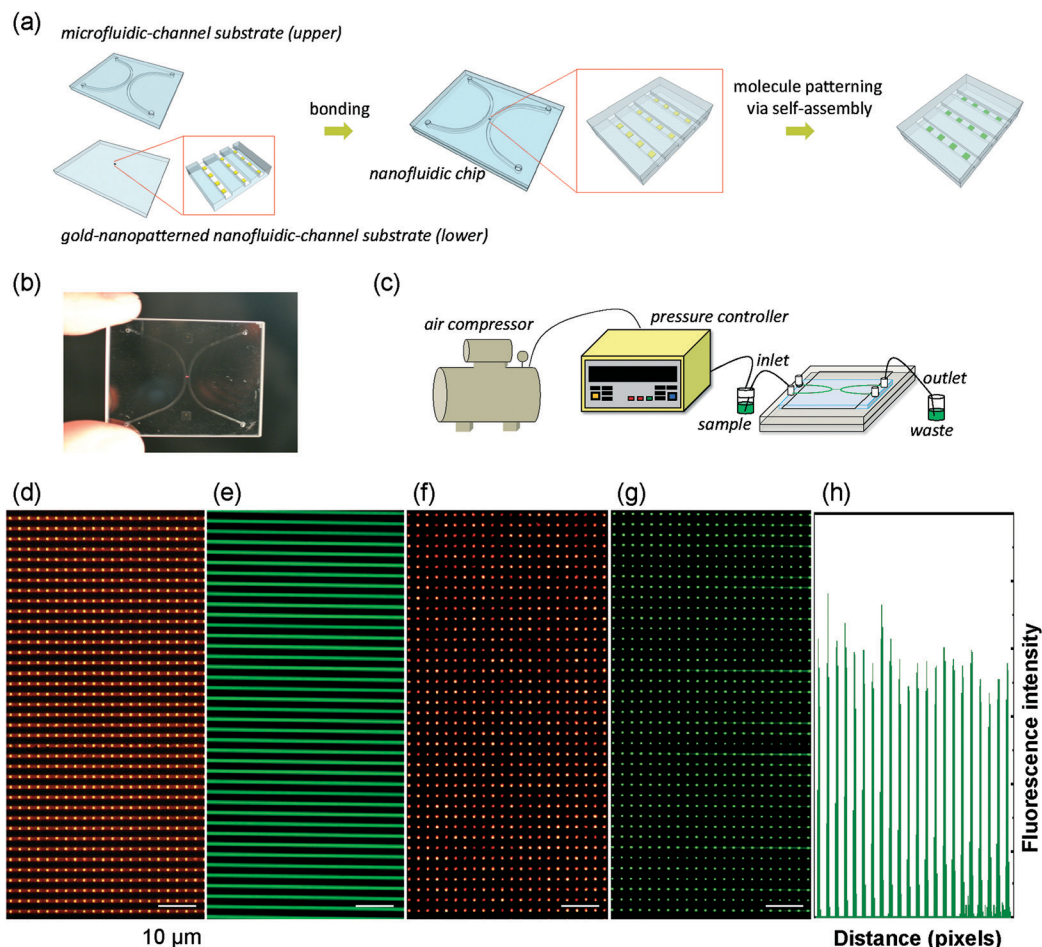 (a)
microfluidic-channel substrate (upper)
bonding
molecule patterning
via self-assembly
nanofluidic chip
gold-nanopatterned nanofluidic-channel substrate (lower)
(b)
(c)
air compressor
pressure controller
inlet
outlet
sample
waste
(d)
(e)
(f)
(g)
(h)
Fluorescence intensity
10 μm
Distance (pixels)